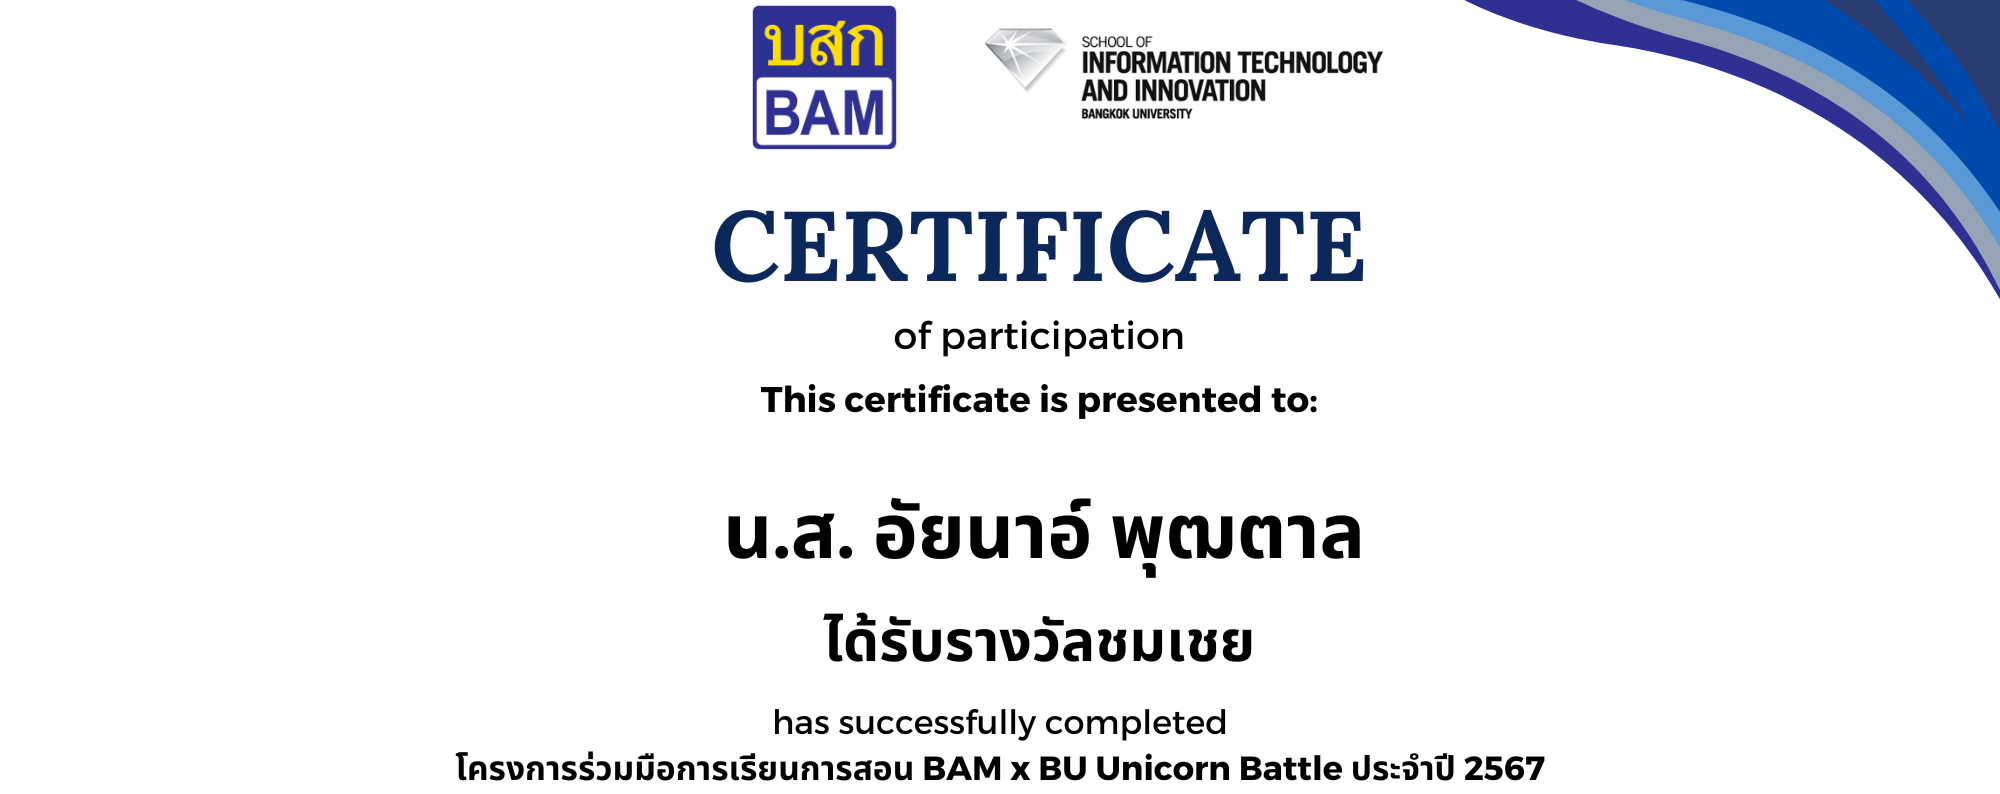 บสก
BAM
SCHOOL OF
INFORMATION TECHNOLOGY
AND INNOVATION
BANGKOK UNIVERSITY
CERTIFICATE
of participation
This certificate is presented to:
น.ส. อัยนาอ์ พุฒตาล
ได้รับรางวัลชมเชย
has successfully completed
โครงการร่วมมือการเรียนการสอน BAM x BU Unicorn Battle ประจำปี 2567